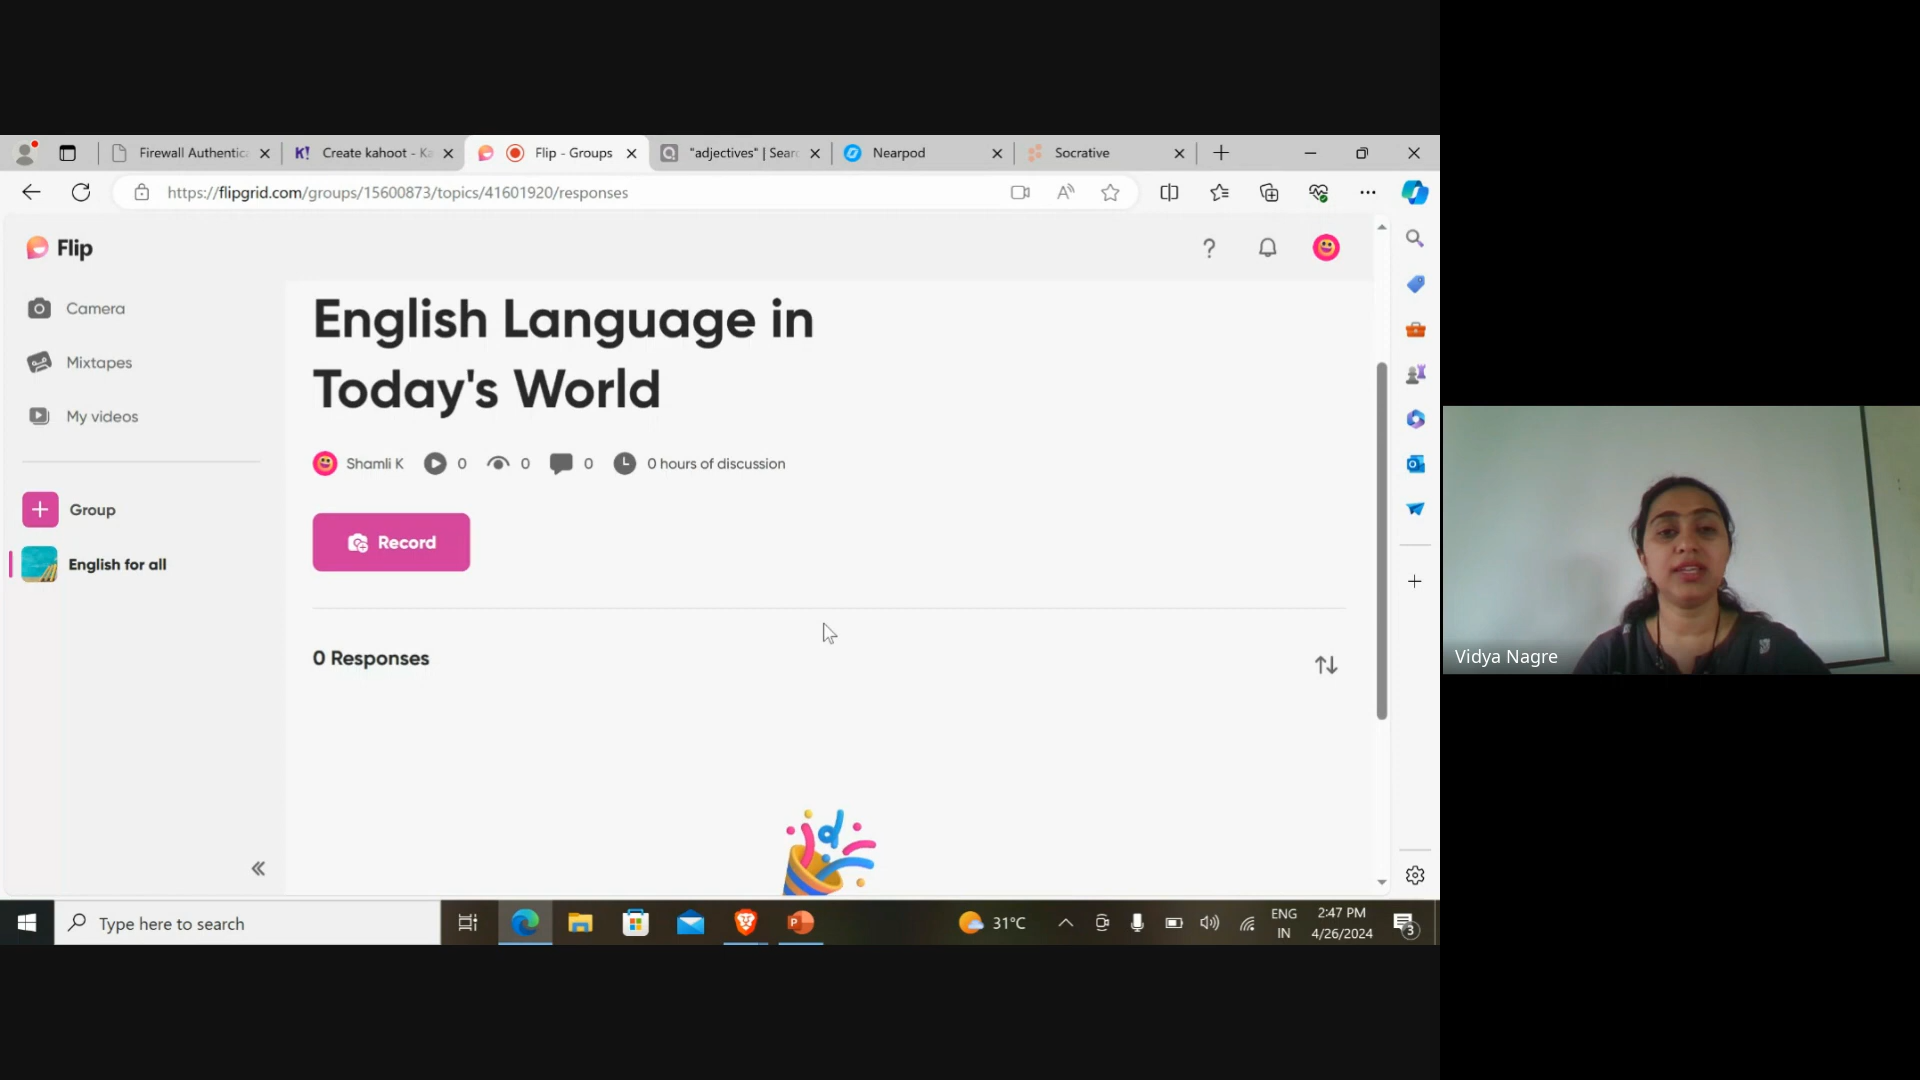 Firewall Authentic
K! Create kahoot - Ka
Flip - Groups
"adjectives" | Sear
Nearpod
Socrative
https://flipgrid.com/groups/15600873/topics/41601920/responses
Flip
?
Camera
Mixtapes
My videos
Group
English for all
English Language in
Today's World
Shamli K 0 0 0 0 hours of discussion
Record
0 Responses
Vidya Nagre
Type here to search
31°C
ENG
IN
2:47 PM
4/26/2024
3